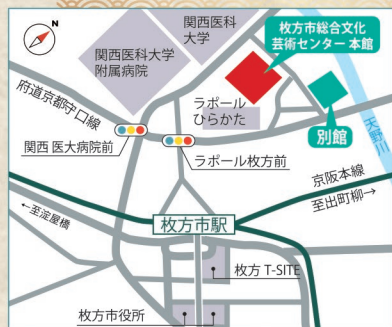 N
関西医科
大学
枚方市総合文化
芸術センター 本館
関西医科大学
附属病院
府道京都守口線
ラポール
ひらかた
別館
天野川
関西医大病院前
ラポール枚方前
京阪本線
至出町柳→
←至淀屋橋
枚方市駅
枚方 T-SITE
枚方市役所